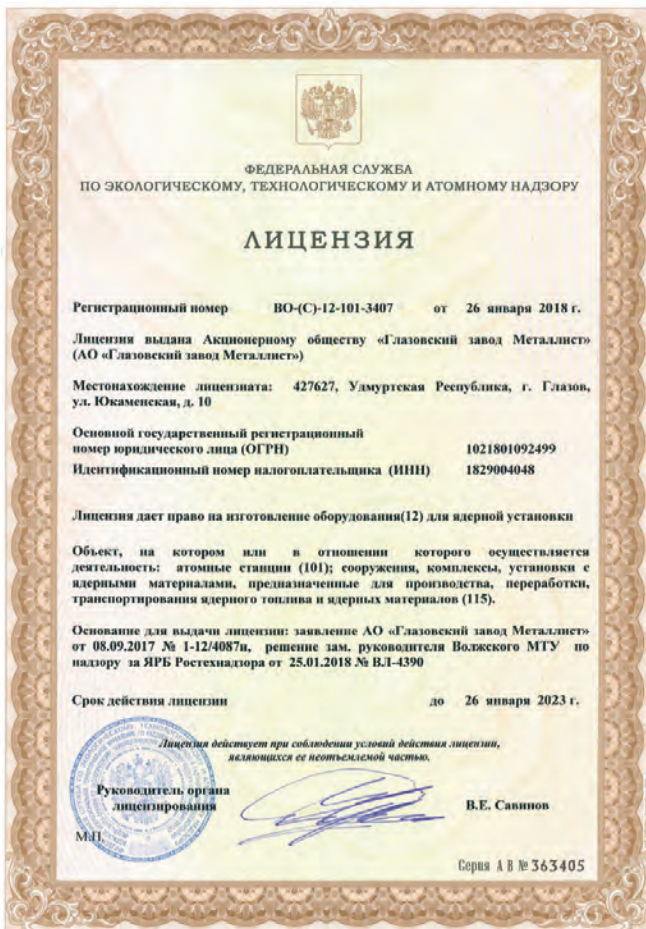 ФЕДЕРАЛЬНАЯ СЛУЖБА
ПО ЭКОЛОГИЧЕСКОМУ, ТЕХНОЛОГИЧЕСКОМУ И АТОМНОМУ НАДЗОРУ
ЛИЦЕНЗИЯ
Регистрационный номер ВО-(С)-12-101-3407 от 26 января 2018 г.
Лицензия выдана Акционерному обществу «Глазовский завод Металлист»
(АО «Глазовский завод Металлист»)
Местонахождение лицензиата: 427627, Удмуртская Республика, г. Глазов,
ул. Юкаменская, д. 10
Основной государственный регистрационный
номер юридического лица (ОГРН) 1021801092499
Идентификационный номер налогоплательщика (ИНН) 1829004048
Лицензия дает право на изготовление оборудования(12) для ядерной установки
Объект, на котором или в отношении которого осуществляется
деятельность: атомные станции (101); сооружения, комплексы, установки с
ядерными материалами, предназначенные для производства, переработки,
транспортирования ядерного топлива и ядерных материалов (115).
Основание для выдачи лицензии: заявление АО «Глазовский завод Металлист»
от 08.09.2017 № 1-12/4087н, решение зам. руководителя Волжского МТУ по
надзору за ЯРБ Ростехнадзора от 25.01.2018 № ВЛ-4390
Срок действия лицензии до 26 января 2023 г.
Лицензия действует при соблюдении условий действия лицензии,
являющихся ее неотъемлемой частью.
Руководитель органа
лицензирования В.Е. Савинов
М.П.
Серия А В № 363405